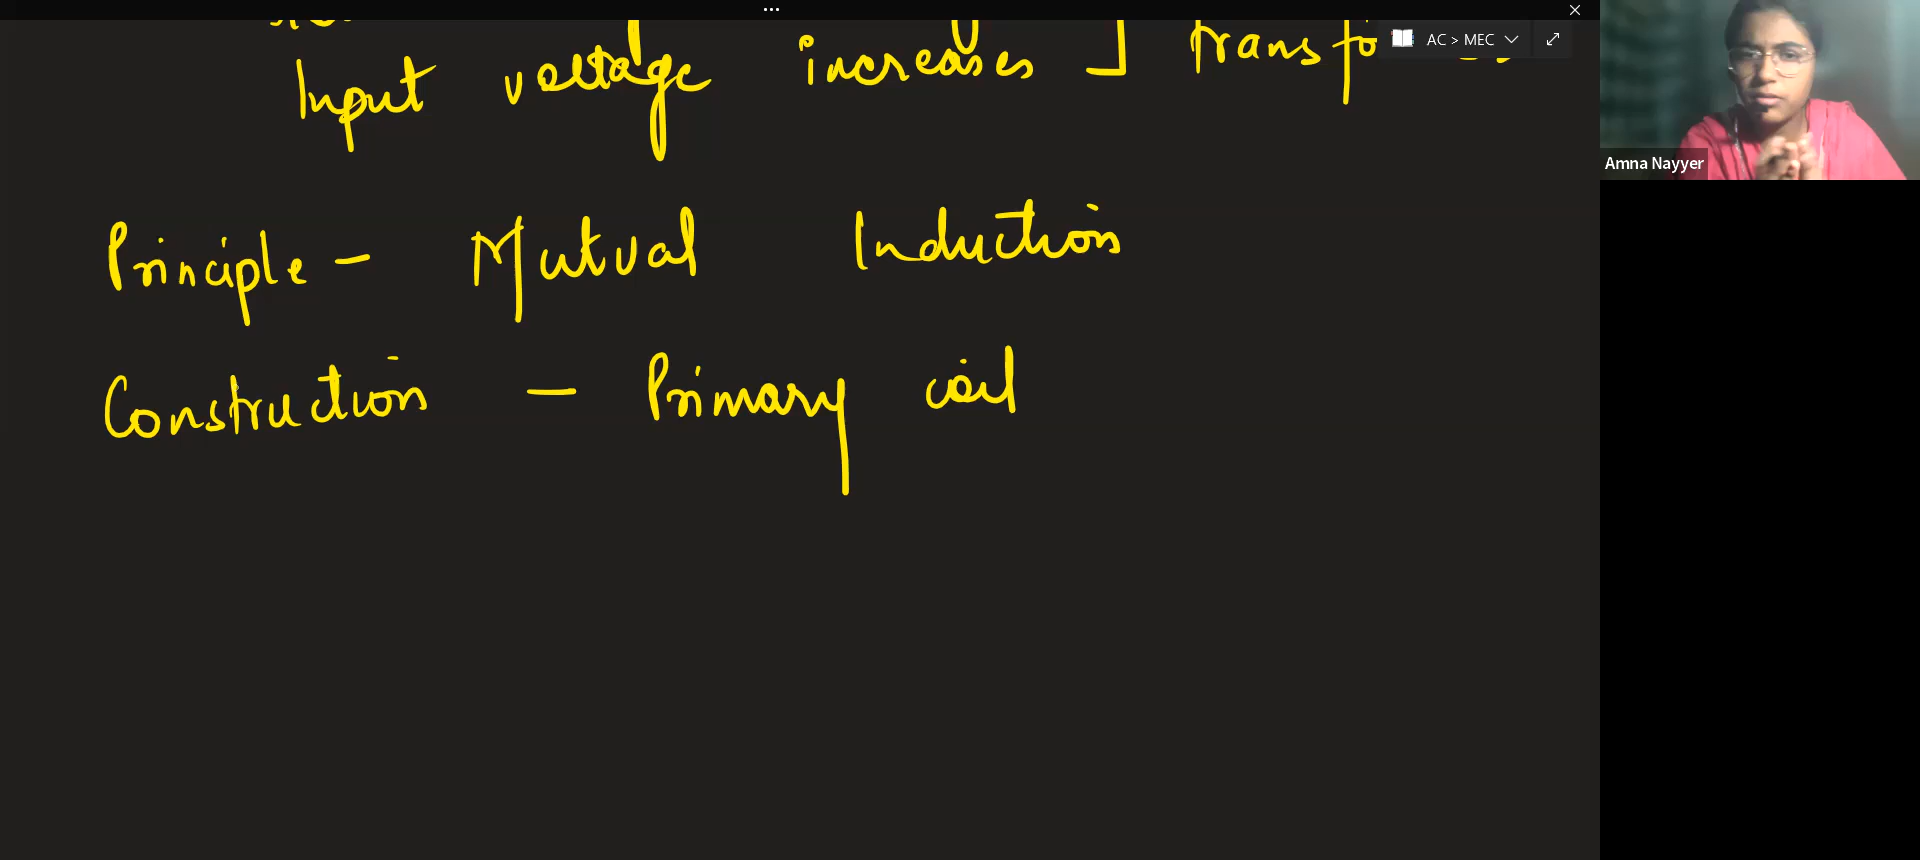 Input voltage increases ] transfo
AC > MEC
Amna Nayyer
Principle - Mutual Induction
Construction - Primary coil